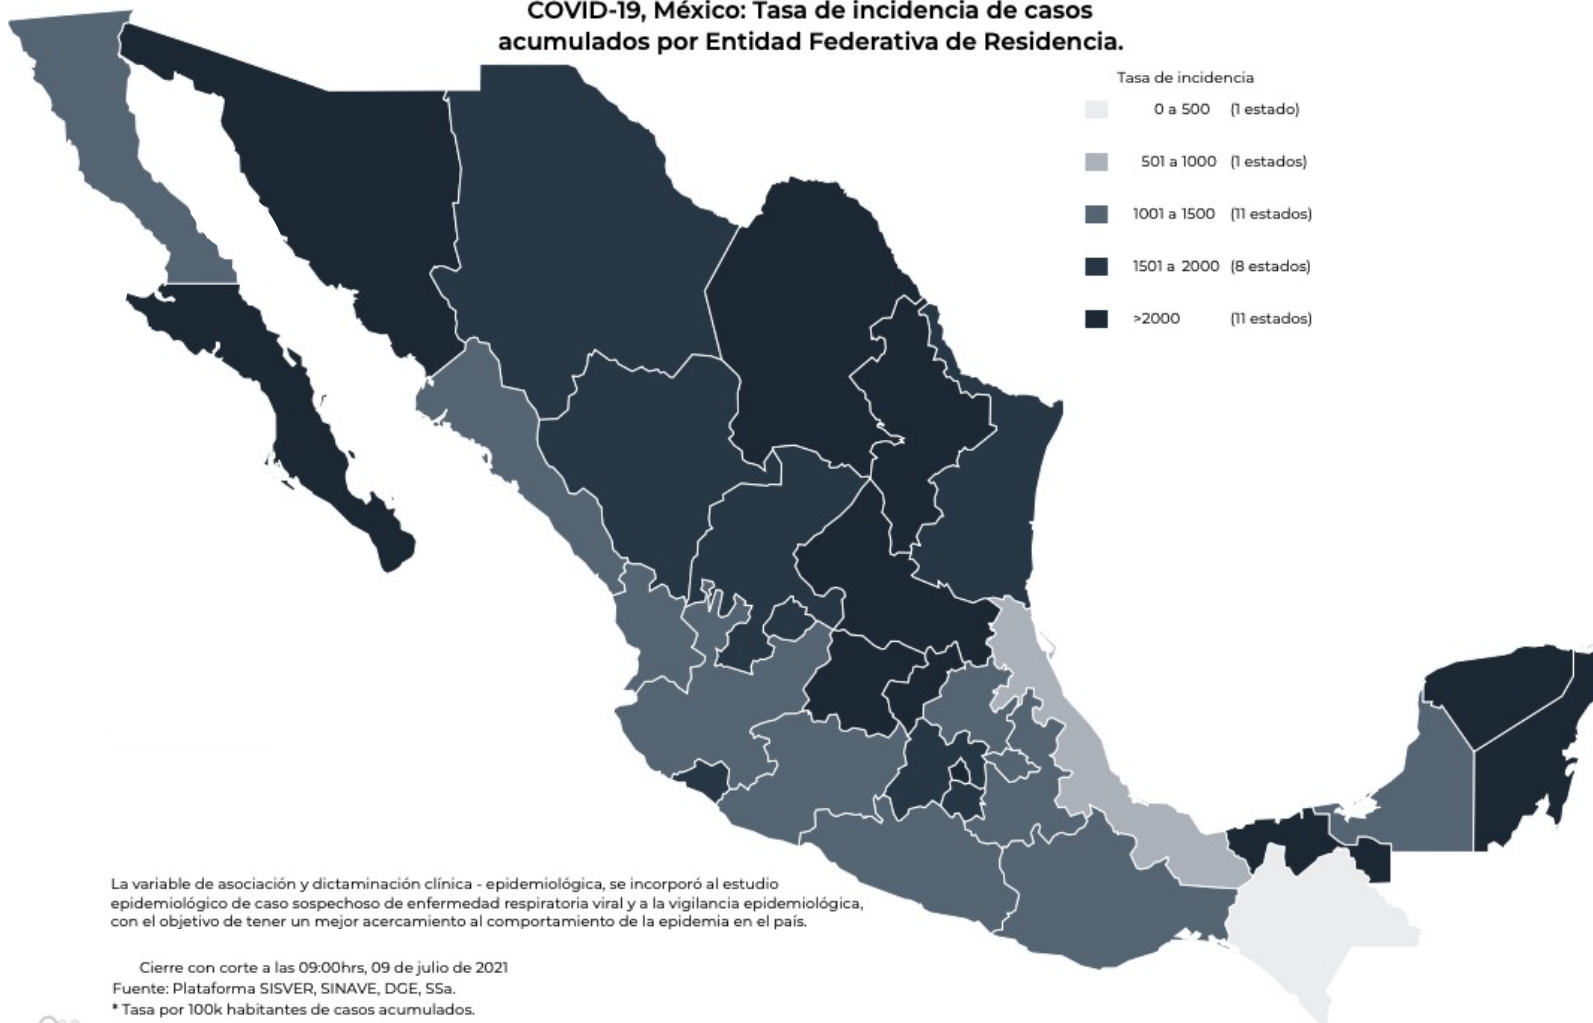 COVID-19, México: Tasa de incidencia de casos
acumulados por Entidad Federativa de Residencia.
Tasa de incidencia
0 a 500 (1 estado)
501 a 1000 (1 estados)
1001 a 1500 (11 estados)
1501 a 2000 (8 estados)
>2000 (11 estados)
La variable de asociación y dictaminación clínica - epidemiológica, se incorporó al estudio
epidemiológico de caso sospechoso de enfermedad respiratoria viral y a la vigilancia epidemiológica,
con el objetivo de tener un mejor acercamiento al comportamiento de la epidemia en el país.
Cierre con corte a las 09:00hrs, 09 de julio de 2021
Fuente: Plataforma SISVER, SINAVE, DGE, SSa.
* Tasa por 100k habitantes de casos acumulados.